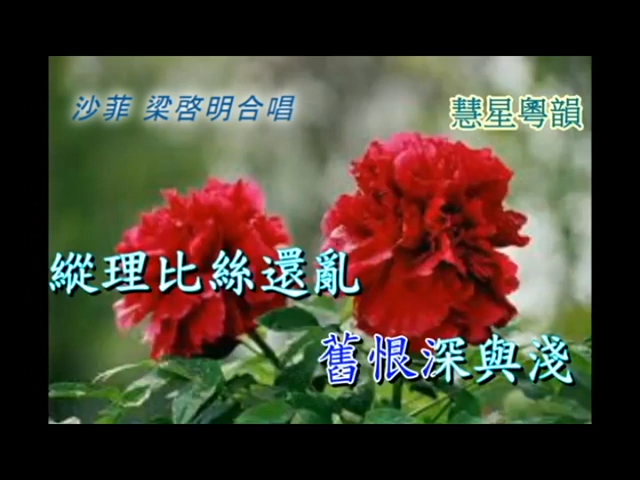 沙菲 梁啓明合唱
慧星粵韻
縱理比絲還亂
舊恨深與淺